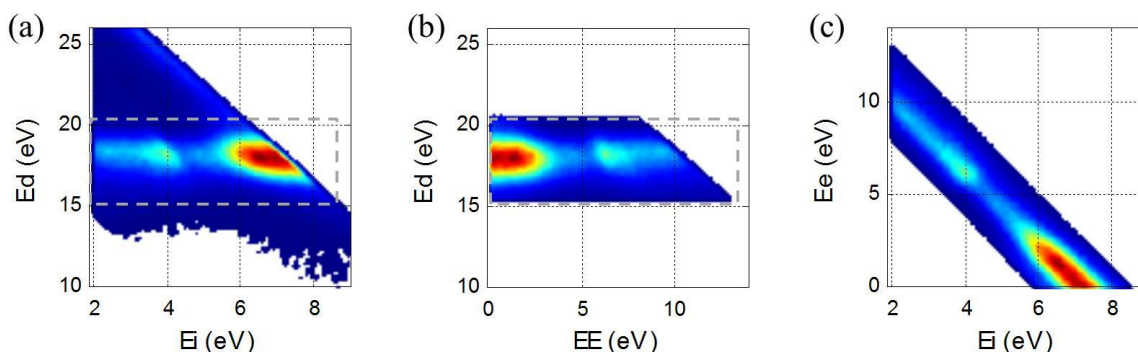 (a) (b) (c)
25 25
20 20 10
Ed (eV) Ed (eV) Ee (eV)
15 15 5
10 10 0
2 4 6 8 0 5 10 2 4 6 8
Ei (eV) EE (eV) Ei (eV)